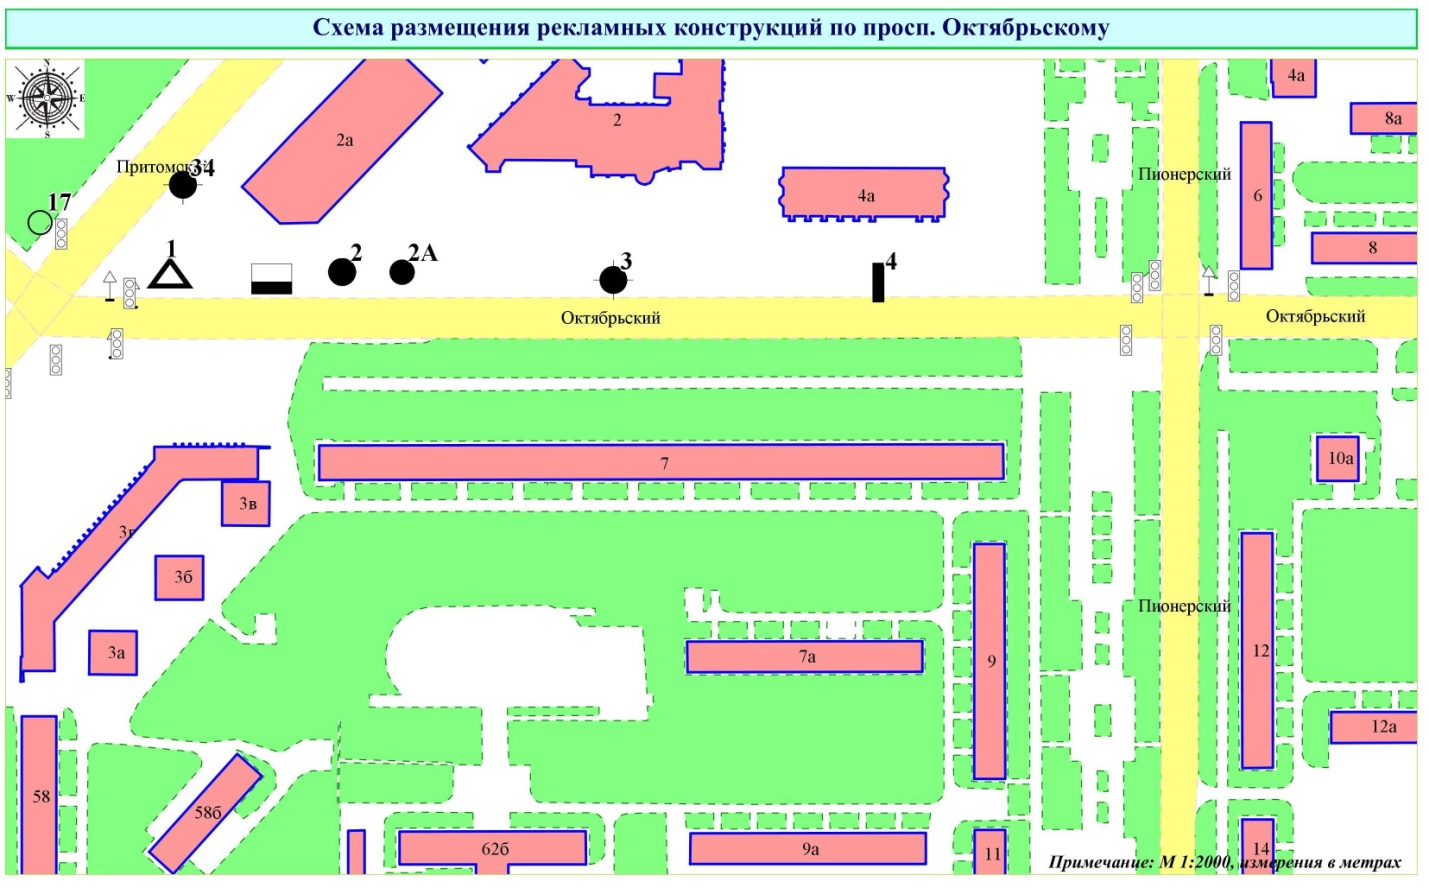 Схема размещения рекламных конструкций по просп. Октябрьскому
N
W E
S
4а
8а
2
2а
Притомский
34
Пионерский
6
4а
17
8
1
2
2А
3
4
Октябрьский
Октябрьский
7
10а
3в
3г
3б
Пионерский
3а
7а
9
12
12а
58
58б
62б
9а
11
14
Примечание: М 1:2000, измерения в метрах